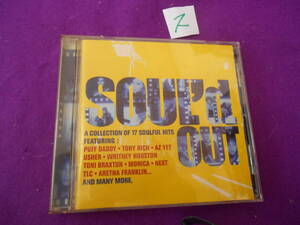 ス
SOUL'd
OUT
A COLLECTION OF 17 SOULFUL HITS
FEATURING :
PUFF DADDY • TONY RICH • AZ YET
USHER • WHITNEY HOUSTON
TONI BRAXTON • MONICA • NEXT
TLC • ARETHA FRANKLIN...
AND MANY MORE.